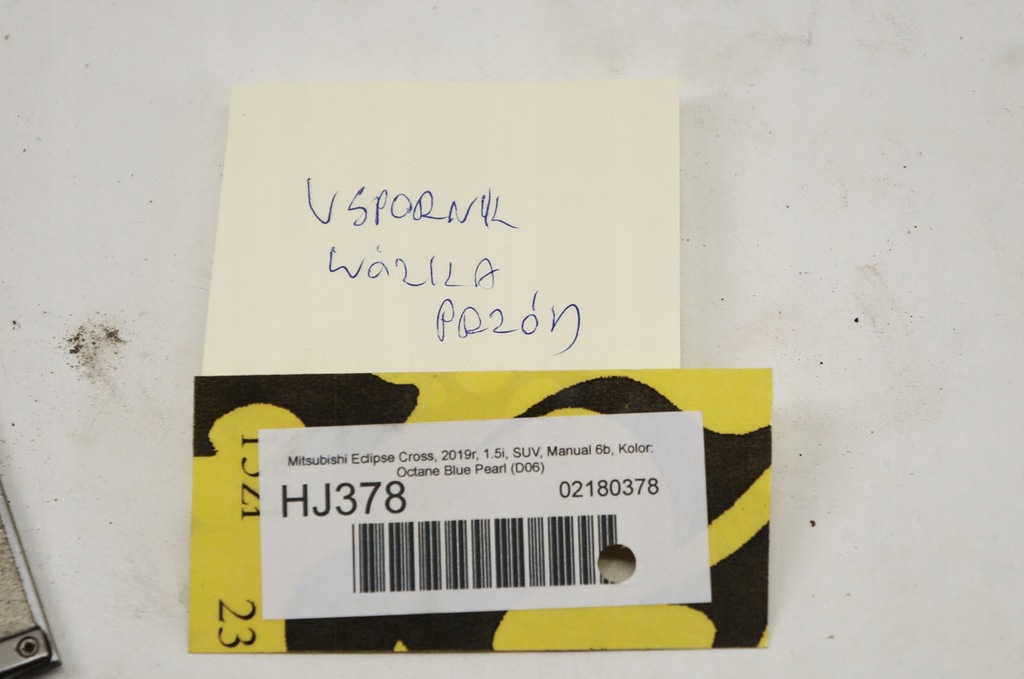 VSPORNIK
WÓZKA
PRZÓD
Mitsubishi Eclipse Cross, 2019r, 1.5i, SUV, Manual 6b, Kolor:
Octane Blue Pearl (D06)
HJ378
02180378
23